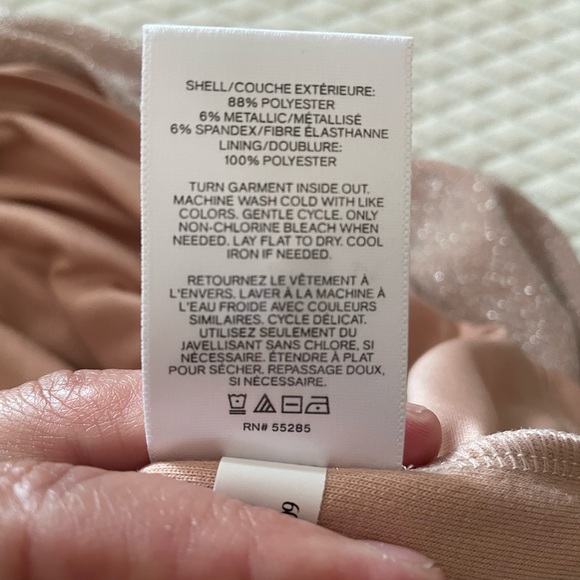 SHELL/COUCHE EXTÉRIEURE:
88% POLYESTER
6% METALLIC/MÉTALLISÉ
6% SPANDEX/FIBRE ÉLASTHANNE
LINING/DOUBLURE:
100% POLYESTER
TURN GARMENT INSIDE OUT.
MACHINE WASH COLD WITH LIKE
COLORS. GENTLE CYCLE. ONLY
NON-CHLORINE BLEACH WHEN
NEEDED. LAY FLAT TO DRY. COOL
IRON IF NEEDED.
RETOURNEZ LE VÊTEMENT À
L'ENVERS. LAVER À LA MACHINE À
L'EAU FROIDE AVEC COULEURS
SIMILAIRES. CYCLE DÉLICAT.
UTILISEZ SEULEMENT DU
JAVELLISANT SANS CHLORE, SI
NÉCESSAIRE. ÉTENDRE À PLAT
POUR SÉCHER. REPASSAGE DOUX,
SI NÉCESSAIRE.
RN# 55285